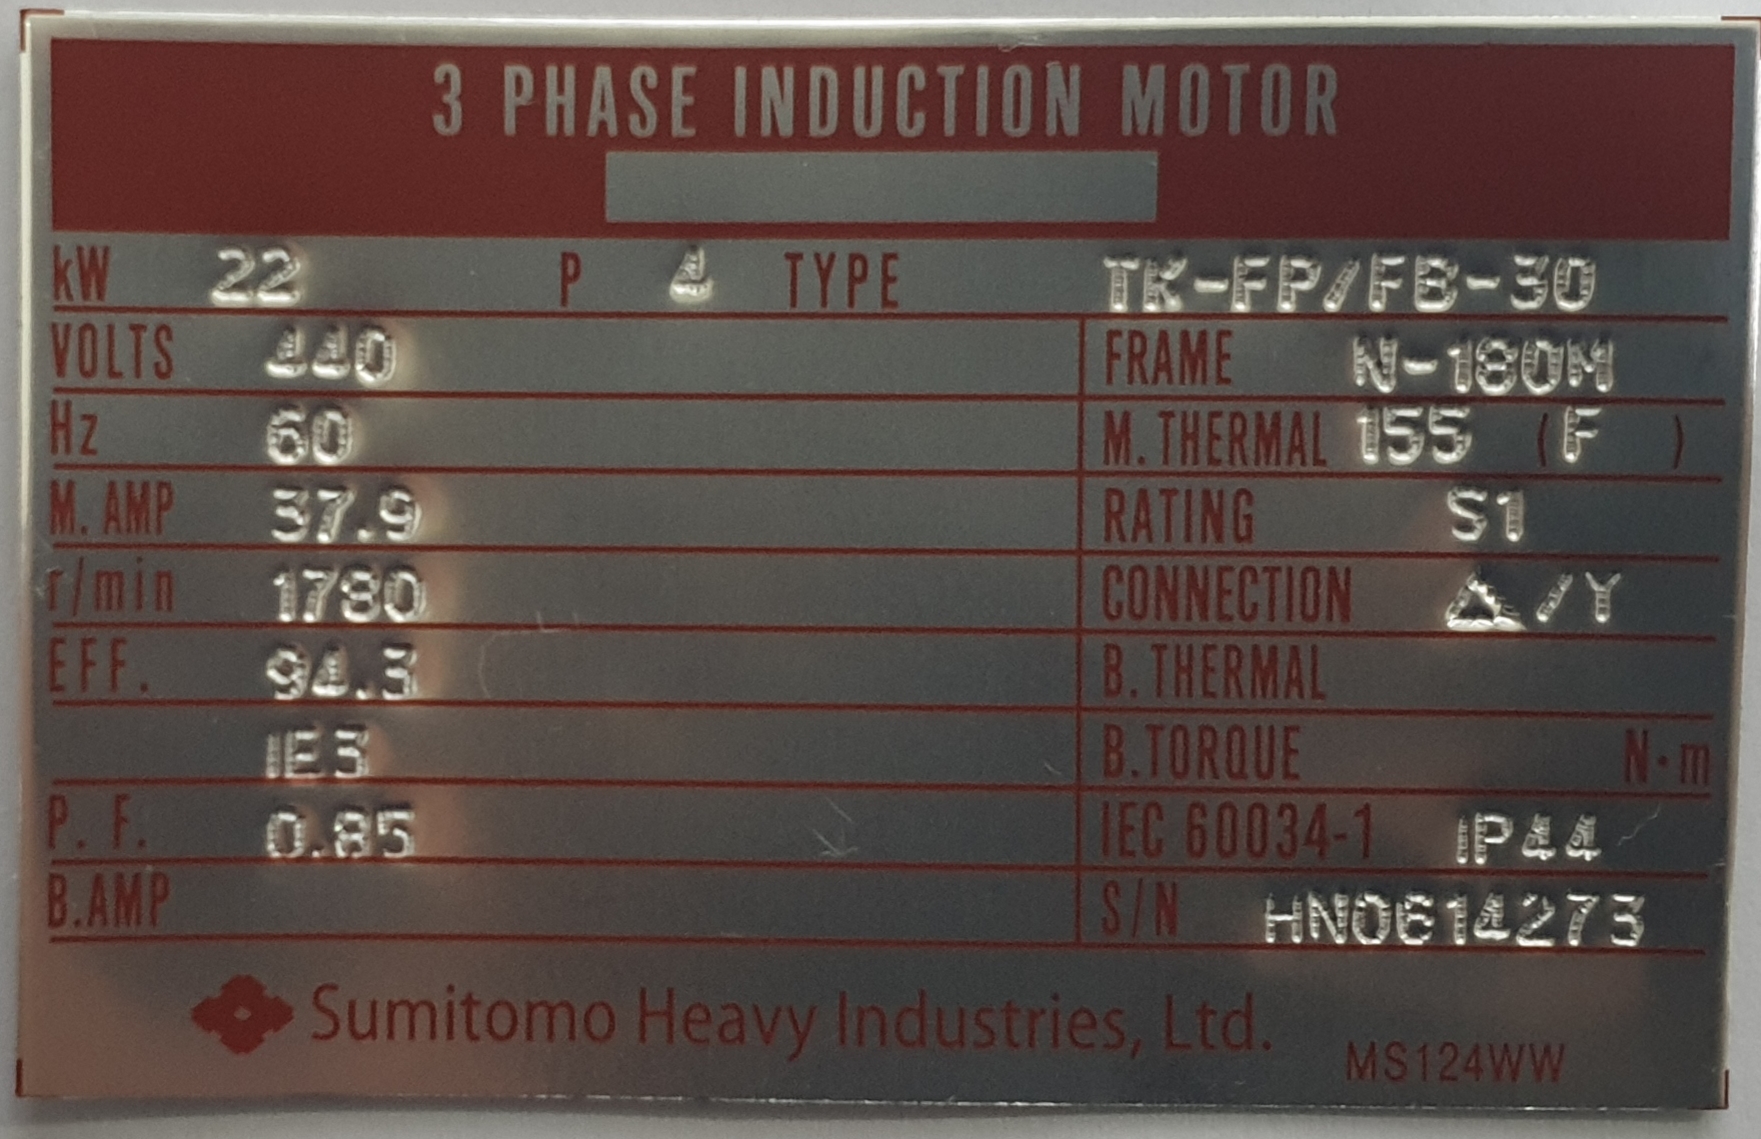 3 PHASE INDUCTION MOTOR
kW 22 P 4 TYPE TK-FP/FB-30
VOLTS 440 FRAME N-180M
Hz 60 M. THERMAL 155 (F )
M. AMP 37.9 RATING S1
r/min 1780 CONNECTION △/Y
EFF. 94.3 B. THERMAL
IE3 B.TORQUE N·m
P. F. 0.85 IEC 60034-1 IP44
B.AMP S/N HN0614273
Sumitomo Heavy Industries, Ltd.
MS124WW